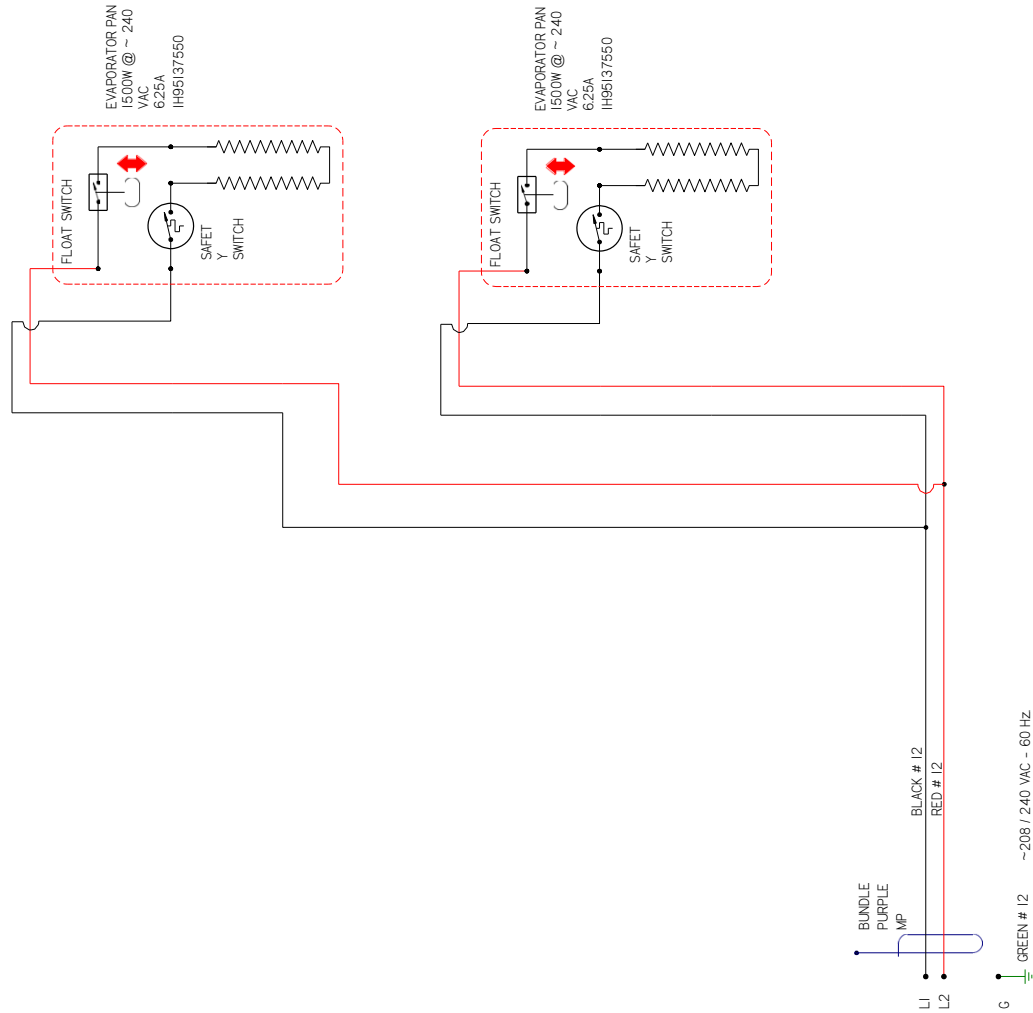 EVAPORATOR PAN
1500W @ ~ 240
VAC
6.25A
IH95137550
FLOAT SWITCH
SAFET
Y
SWITCH
EVAPORATOR PAN
1500W @ ~ 240
VAC
6.25A
IH95137550
FLOAT SWITCH
SAFET
Y
SWITCH
BLACK # 12
RED # 12
BUNDLE
PURPLE
MP
L1
L2
G
GREEN # 12
~208 / 240 VAC - 60 HZ